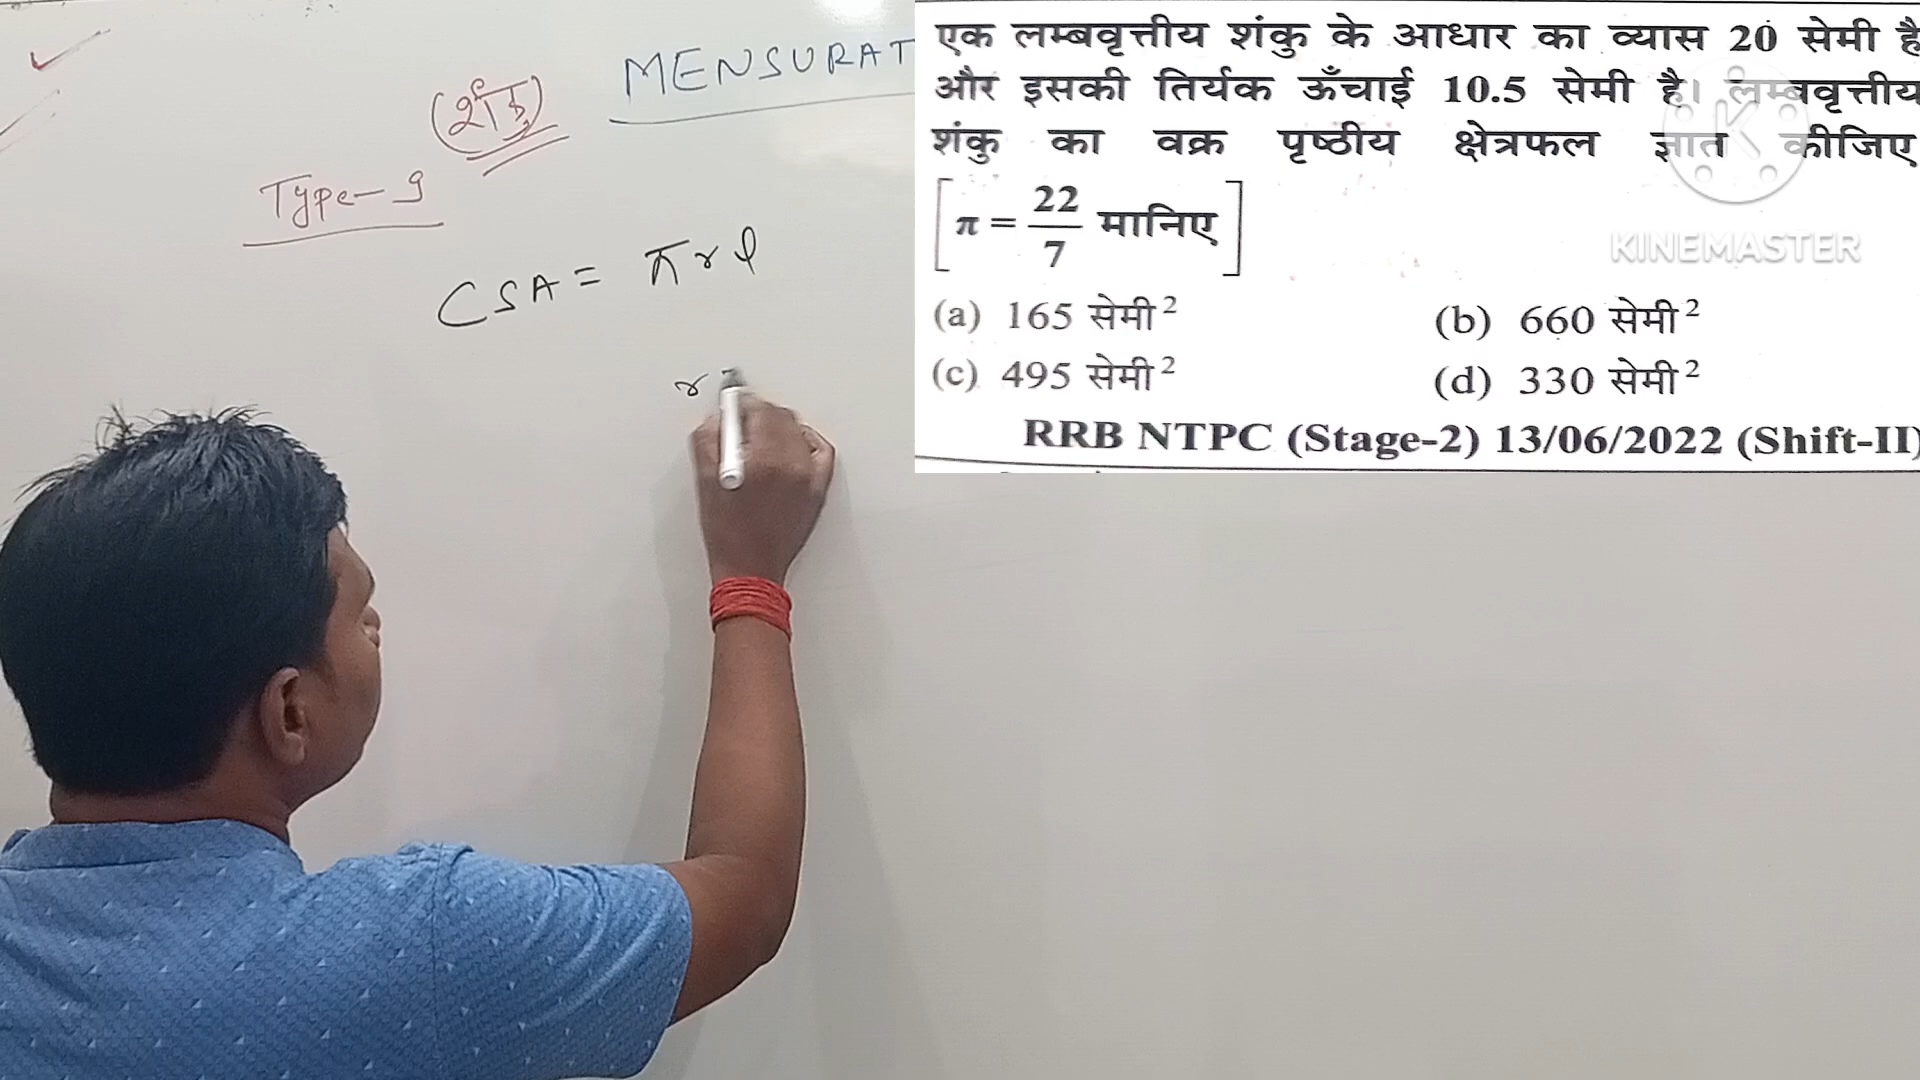 MENSURAT
(शंकु)
Type-9
CSA = πrl
r =
एक लम्बवृत्तीय शंकु के आधार का व्यास 20 सेमी है
और इसकी तिर्यक ऊँचाई 10.5 सेमी है। लम्बवृत्तीय
शंकु का वक्र पृष्ठीय क्षेत्रफल ज्ञात कीजिए
[π = 22/7 मानिए]
KINEMASTER
(a) 165 सेमी² (b) 660 सेमी²
(c) 495 सेमी² (d) 330 सेमी²
RRB NTPC (Stage-2) 13/06/2022 (Shift-II)